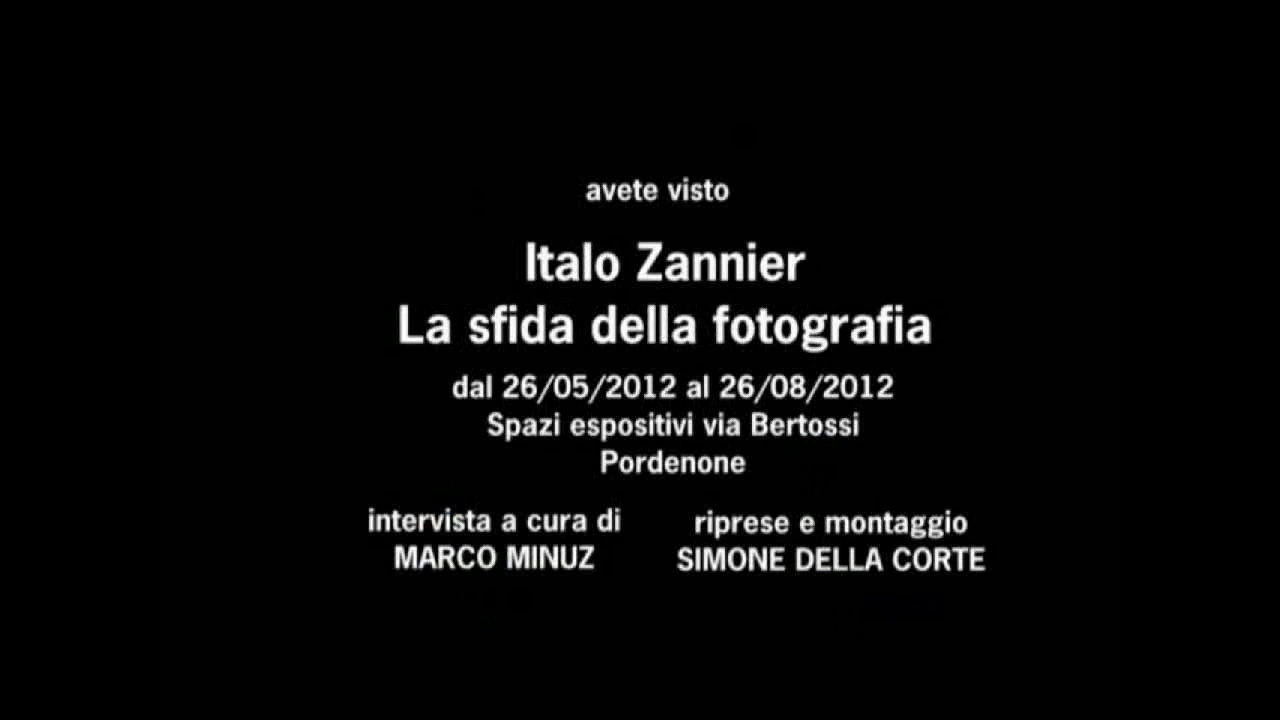 avete visto
Italo Zannier
La sfida della fotografia
dal 26/05/2012 al 26/08/2012
Spazi espositivi via Bertossi
Pordenone
intervista a cura di
MARCO MINUZ
riprese e montaggio
SIMONE DELLA CORTE